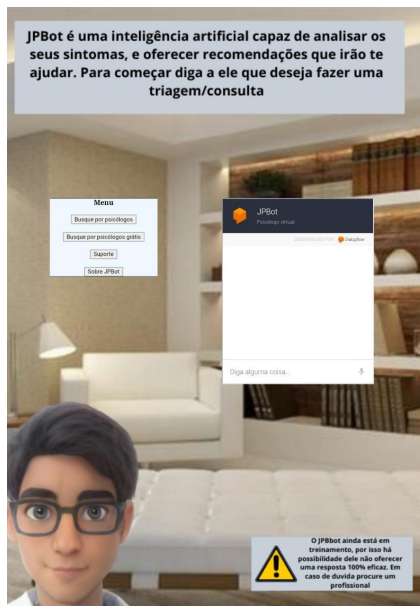 JPBot é uma inteligência artificial capaz de analisar os
seus sintomas, e oferecer recomendações que irão te
ajudar. Para começar diga a ele que deseja fazer uma
triagem/consulta
Menu
Busque por psicólogos
Busque por psicólogos grátis
Suporte
Sobre JPBot
JPBot
Psicólogo virtual
Dialogflow
Diga alguma coisa...
O JPBbot ainda está em
treinamento, por isso há
possibilidade dele não oferecer
uma resposta 100% eficaz. Em
caso de duvida procure um
profissional